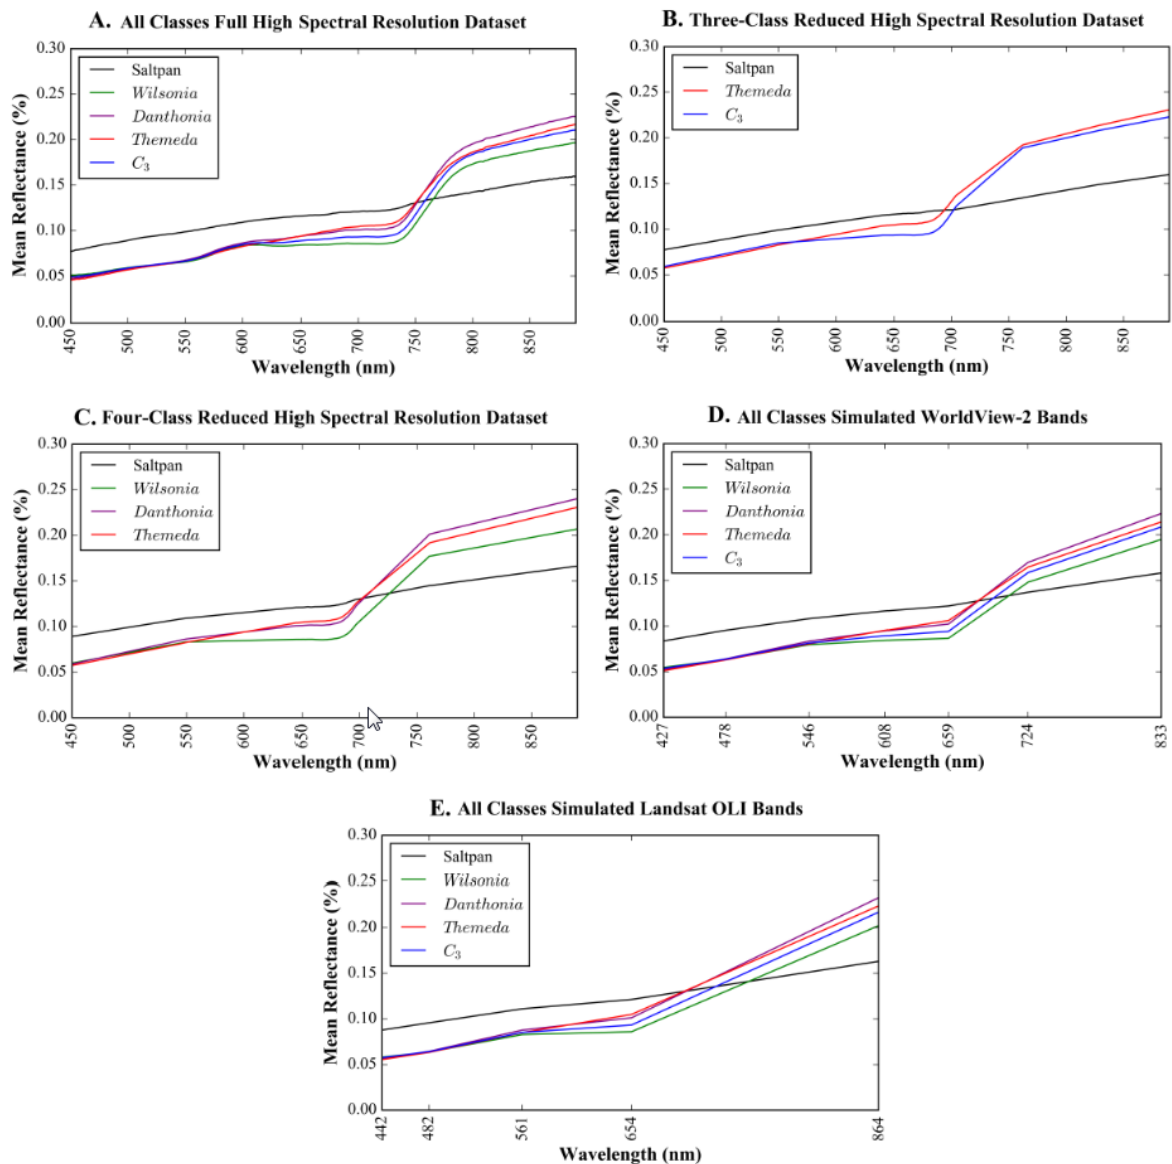 A. All Classes Full High Spectral Resolution Dataset
Mean Reflectance (%)
0.30
0.25
0.20
0.15
0.10
0.05
0.00
Saltpan
Wilsonia
Danthonia
Themeda
C3
450
500
550
600
650
700
750
800
850
Wavelength (nm)
B. Three-Class Reduced High Spectral Resolution Dataset
Mean Reflectance (%)
0.30
0.25
0.20
0.15
0.10
0.05
0.00
Saltpan
Themeda
C3
450
500
550
600
650
700
750
800
850
Wavelength (nm)
C. Four-Class Reduced High Spectral Resolution Dataset
Mean Reflectance (%)
0.30
0.25
0.20
0.15
0.10
0.05
0.00
Saltpan
Wilsonia
Danthonia
Themeda
450
500
550
600
650
700
750
800
850
Wavelength (nm)
D. All Classes Simulated WorldView-2 Bands
Mean Reflectance (%)
0.30
0.25
0.20
0.15
0.10
0.05
0.00
Saltpan
Wilsonia
Danthonia
Themeda
C3
427
478
546
608
659
724
833
Wavelength (nm)
E. All Classes Simulated Landsat OLI Bands
Mean Reflectance (%)
0.30
0.25
0.20
0.15
0.10
0.05
0.00
Saltpan
Wilsonia
Danthonia
Themeda
C3
442
482
561
654
864
Wavelength (nm)